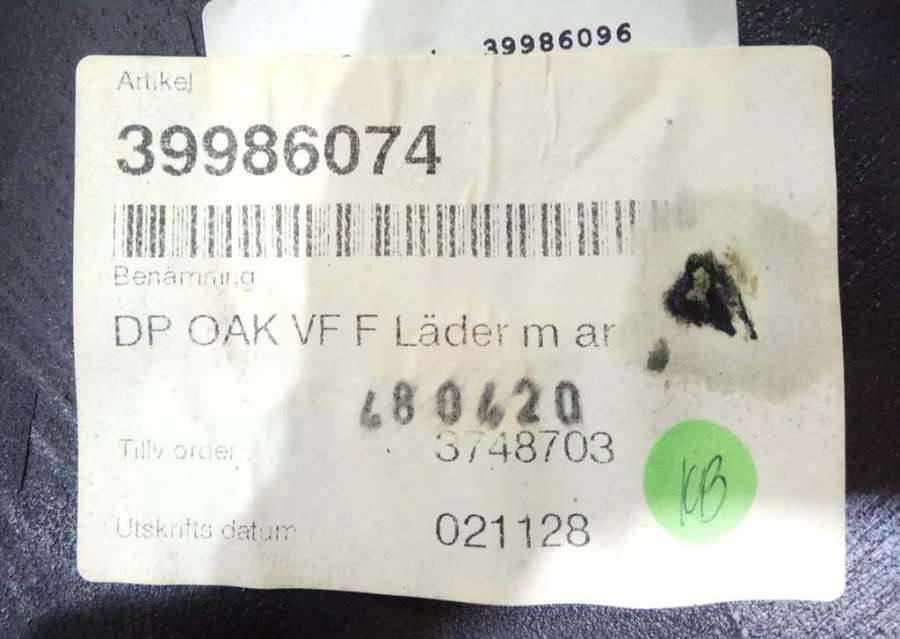 39986096
Artikel
39986074
Benämning
DP OAK VF F Läder m ar
480420
Tillv order 3748703
KB
Utskrifts datum 021128